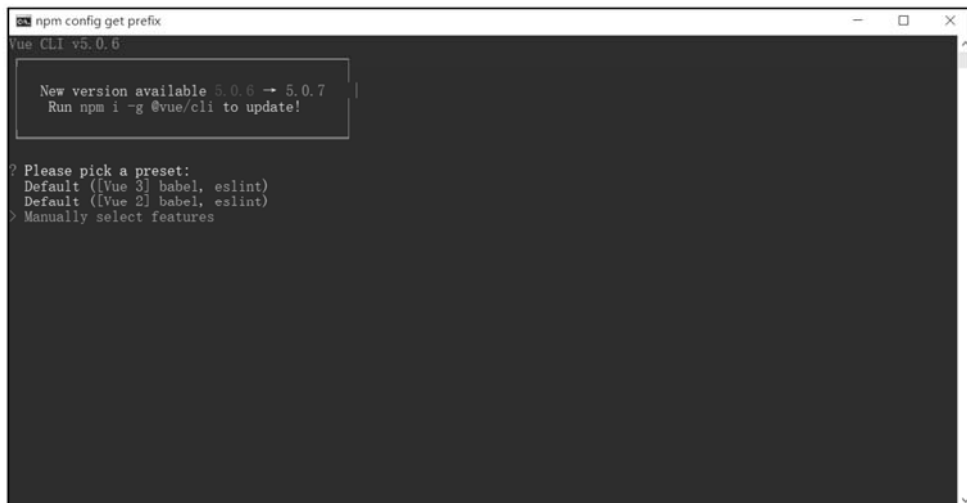 npm config get prefix
Vue CLI v5.0.6
New version available 5.0.6 → 5.0.7
Run npm i -g @vue/cli to update!
? Please pick a preset:
Default ([Vue 3] babel, eslint)
Default ([Vue 2] babel, eslint)
> Manually select features